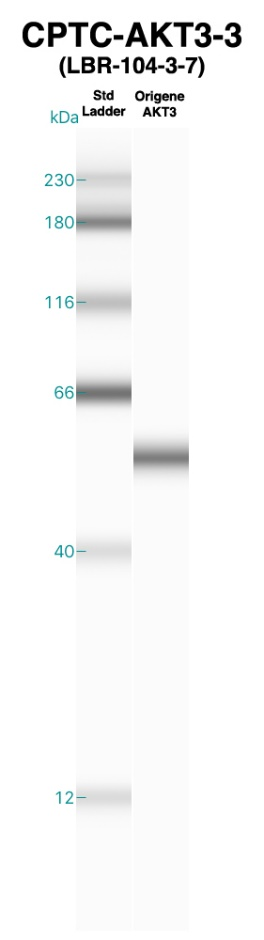 CPTC-AKT3-3
(LBR-104-3-7)
Std Ladder
Origene AKT3
kDa
230
180
116
66
40
12